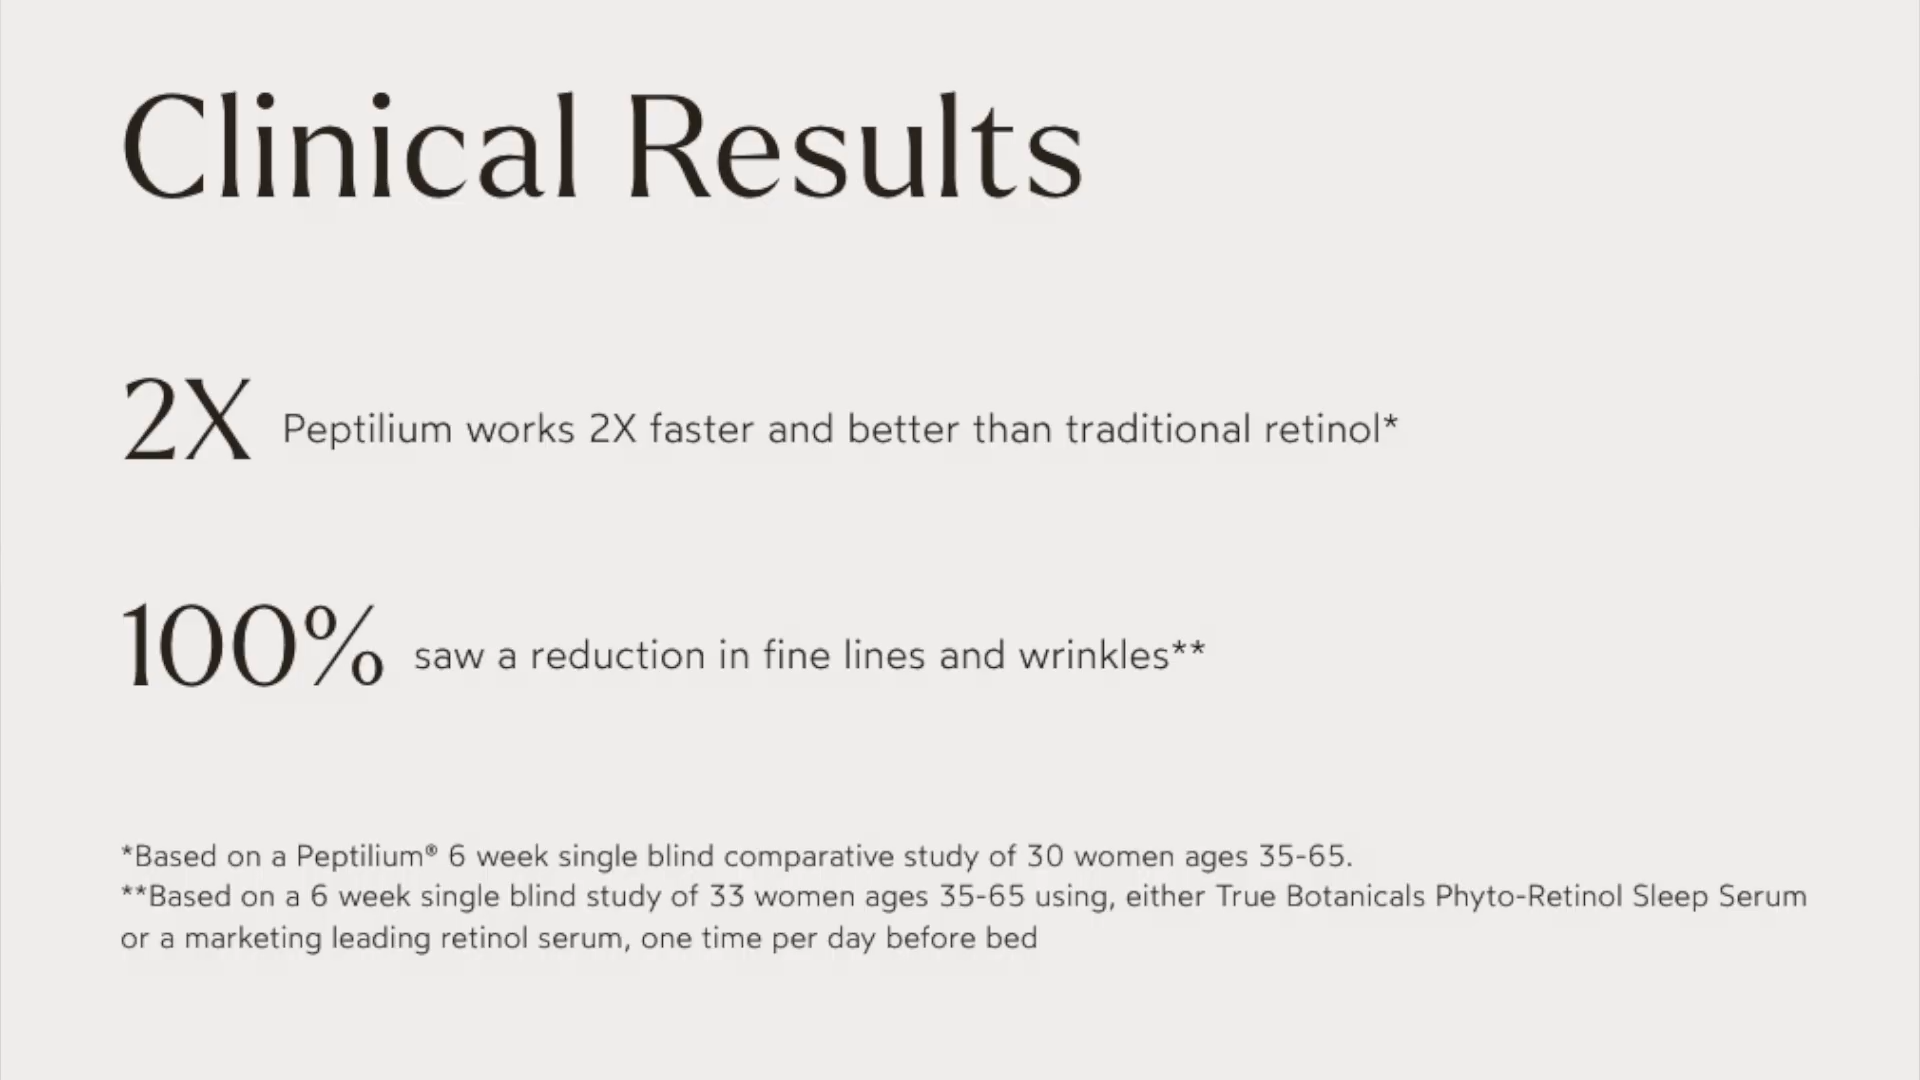 Clinical Results
2X Peptilium works 2X faster and better than traditional retinol*
100% saw a reduction in fine lines and wrinkles**
*Based on a Peptilium® 6 week single blind comparative study of 30 women ages 35-65.
**Based on a 6 week single blind study of 33 women ages 35-65 using, either True Botanicals Phyto-Retinol Sleep Serum
or a marketing leading retinol serum, one time per day before bed